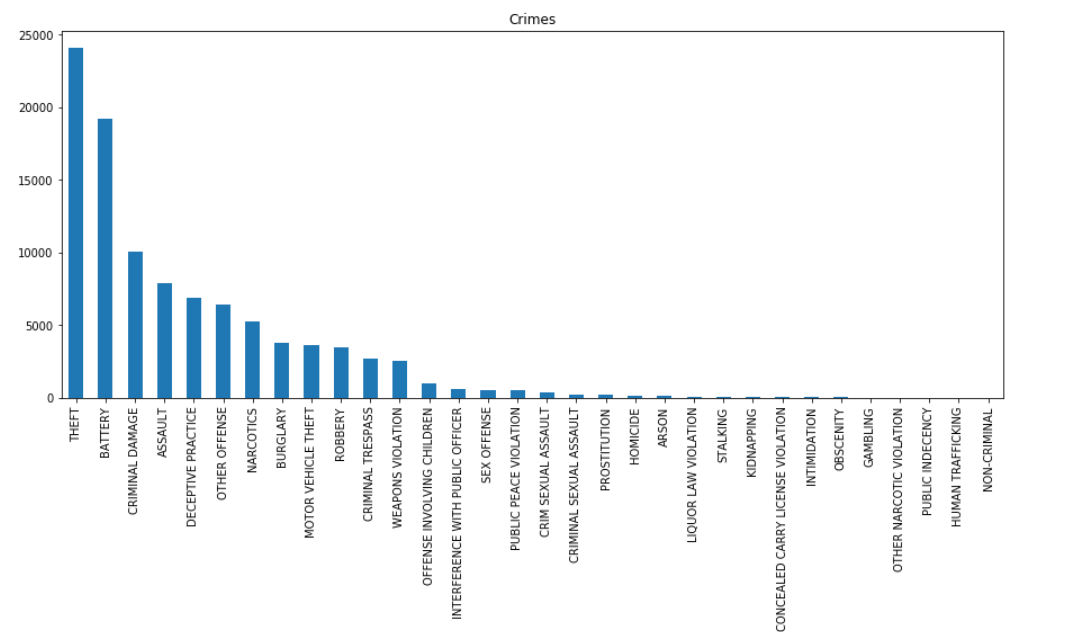 Crimes
25000
20000
15000
10000
5000
0
THEFT
BATTERY
CRIMINAL DAMAGE
ASSAULT
DECEPTIVE PRACTICE
OTHER OFFENSE
NARCOTICS
BURGLARY
MOTOR VEHICLE THEFT
ROBBERY
CRIMINAL TRESPASS
WEAPONS VIOLATION
OFFENSE INVOLVING CHILDREN
INTERFERENCE WITH PUBLIC OFFICER
SEX OFFENSE
PUBLIC PEACE VIOLATION
CRIM SEXUAL ASSAULT
CRIMINAL SEXUAL ASSAULT
PROSTITUTION
HOMICIDE
ARSON
LIQUOR LAW VIOLATION
STALKING
KIDNAPPING
CONCEALED CARRY LICENSE VIOLATION
INTIMIDATION
OBSCENITY
GAMBLING
OTHER NARCOTIC VIOLATION
PUBLIC INDECENCY
HUMAN TRAFFICKING
NON-CRIMINAL